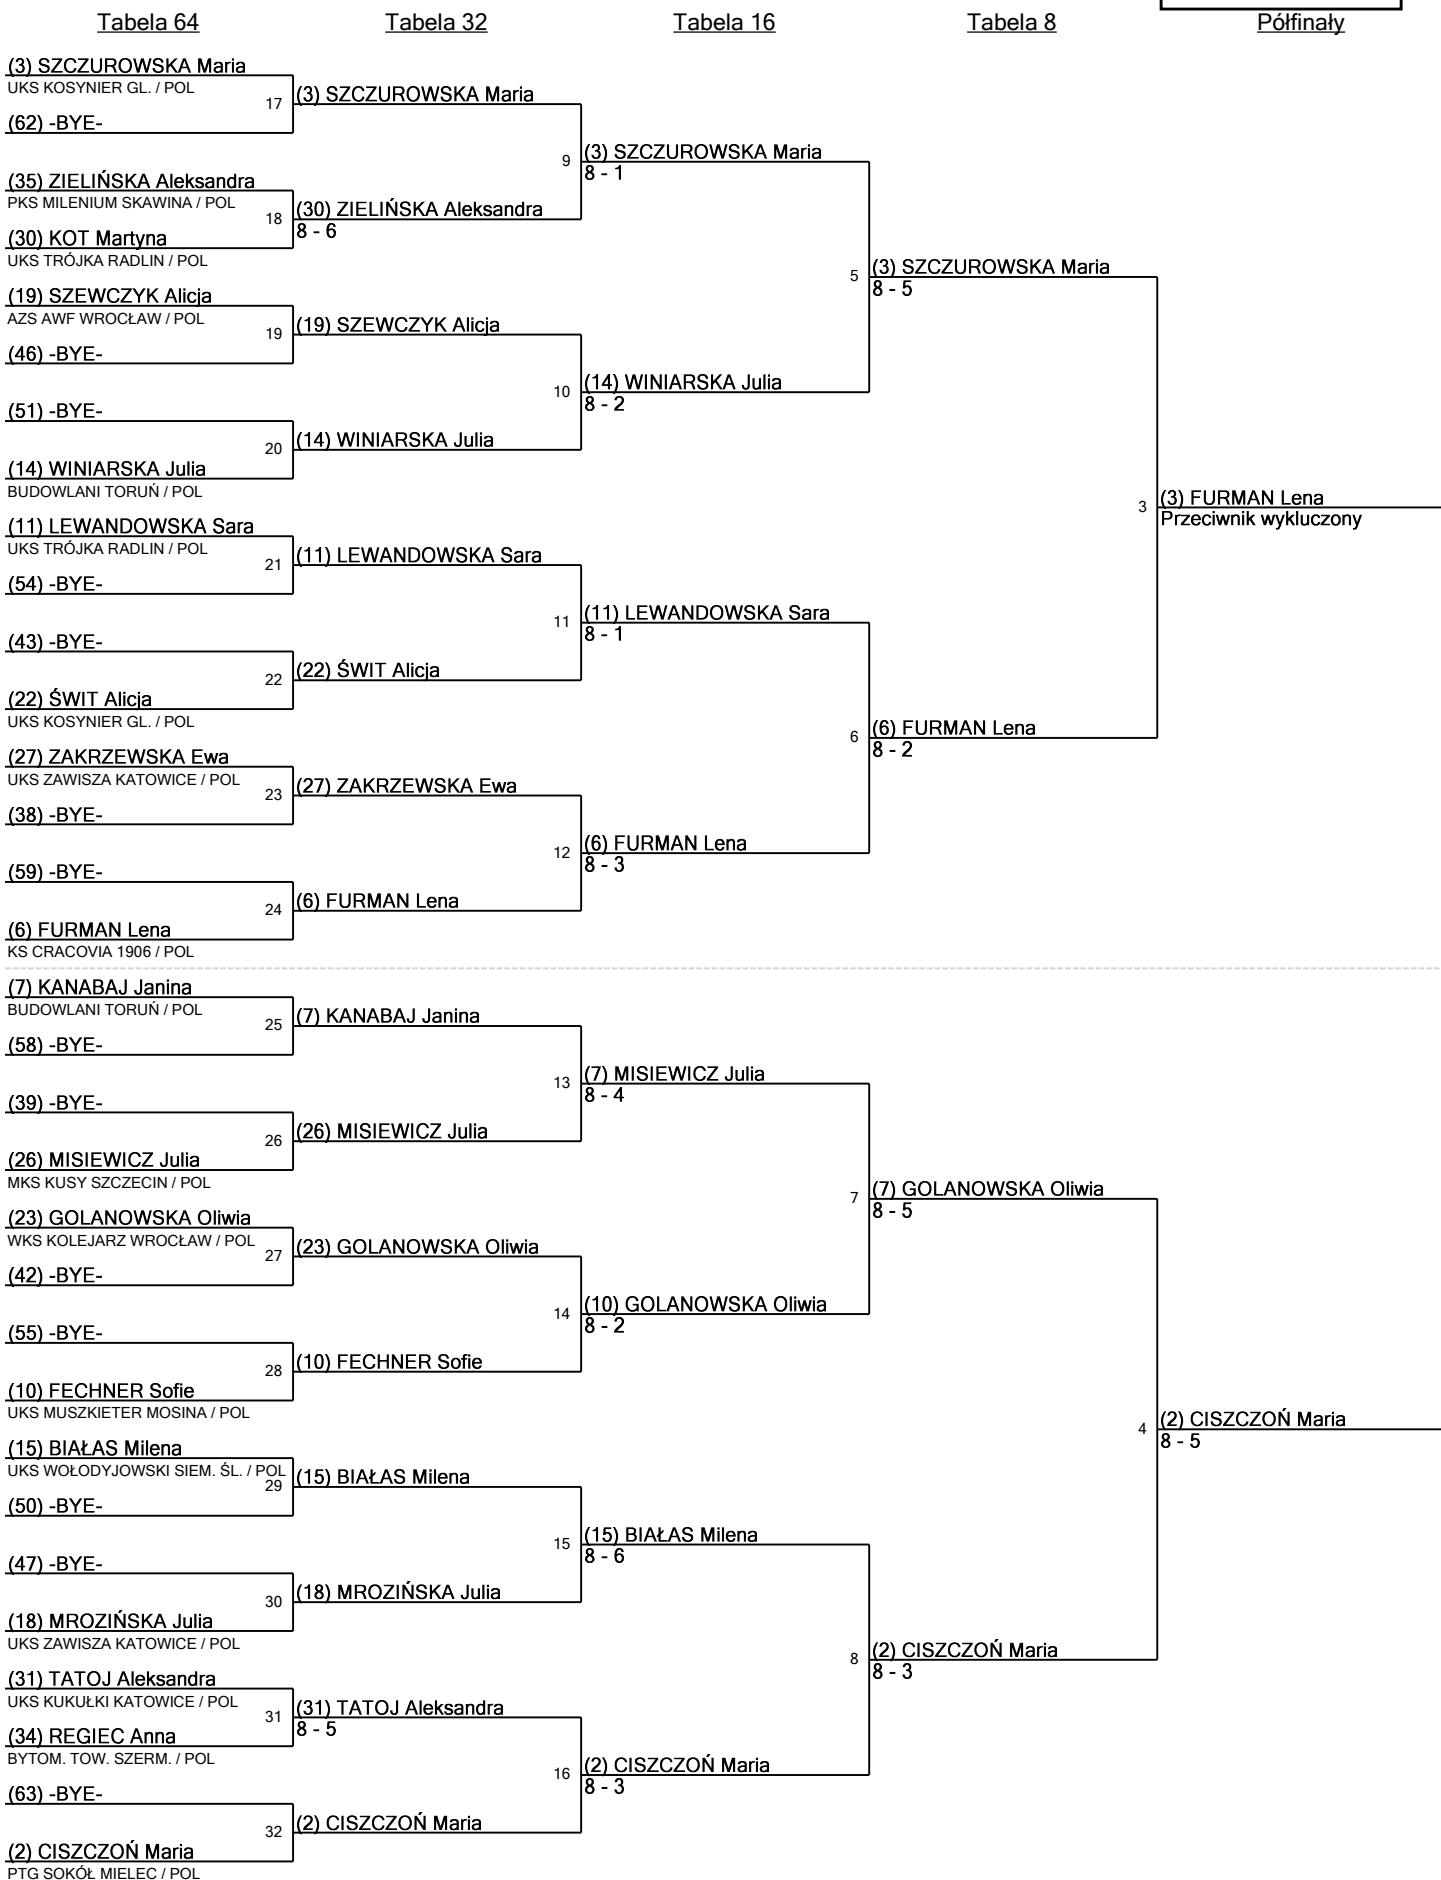 Tabela 64
Tabela 32
Tabela 16
Tabela 8
Półfinały
(3) SZCZUROWSKA Maria
UKS KOSYNIER GL. / POL
17
(62) -BYE-
(3) SZCZUROWSKA Maria
(35) ZIELIŃSKA Aleksandra
PKS MILENIUM SKAWINA / POL
18
(30) KOT Martyna
UKS TRÓJKA RADLIN / POL
(30) ZIELIŃSKA Aleksandra
8 - 6
9
(3) SZCZUROWSKA Maria
8 - 1
(19) SZEWCZYK Alicja
AZS AWF WROCŁAW / POL
19
(46) -BYE-
(19) SZEWCZYK Alicja
(51) -BYE-
20
(14) WINIARSKA Julia
BUDOWLANI TORUŃ / POL
(14) WINIARSKA Julia
10
(14) WINIARSKA Julia
8 - 2
5
(3) SZCZUROWSKA Maria
8 - 5
(11) LEWANDOWSKA Sara
UKS TRÓJKA RADLIN / POL
21
(54) -BYE-
(11) LEWANDOWSKA Sara
(43) -BYE-
22
(22) ŚWIT Alicja
UKS KOSYNIER GL. / POL
(22) ŚWIT Alicja
11
(11) LEWANDOWSKA Sara
8 - 1
(27) ZAKRZEWSKA Ewa
UKS ZAWISZA KATOWICE / POL
23
(38) -BYE-
(27) ZAKRZEWSKA Ewa
(59) -BYE-
24
(6) FURMAN Lena
KS CRACOVIA 1906 / POL
(6) FURMAN Lena
12
(6) FURMAN Lena
8 - 3
6
(6) FURMAN Lena
8 - 2
3
(3) FURMAN Lena
Przeciwnik wykluczony
(7) KANABAJ Janina
BUDOWLANI TORUŃ / POL
25
(58) -BYE-
(7) KANABAJ Janina
(39) -BYE-
26
(26) MISIEWICZ Julia
MKS KUSY SZCZECIN / POL
(26) MISIEWICZ Julia
13
(7) MISIEWICZ Julia
8 - 4
(23) GOLANOWSKA Oliwia
WKS KOLEJARZ WROCŁAW / POL
27
(42) -BYE-
(23) GOLANOWSKA Oliwia
(55) -BYE-
28
(10) FECHNER Sofie
UKS MUSZKIETER MOSINA / POL
(10) FECHNER Sofie
14
(10) GOLANOWSKA Oliwia
8 - 2
7
(7) GOLANOWSKA Oliwia
8 - 5
(15) BIAŁAS Milena
UKS WOŁODYJOWSKI SIEM. ŚL. / POL
29
(50) -BYE-
(15) BIAŁAS Milena
(47) -BYE-
30
(18) MROZIŃSKA Julia
UKS ZAWISZA KATOWICE / POL
(18) MROZIŃSKA Julia
15
(15) BIAŁAS Milena
8 - 6
(31) TATOJ Aleksandra
UKS KUKUŁKI KATOWICE / POL
31
(34) REGIEC Anna
BYTOM. TOW. SZERM. / POL
(31) TATOJ Aleksandra
8 - 5
(63) -BYE-
32
(2) CISZCZOŃ Maria
PTG SOKÓŁ MIELEC / POL
(2) CISZCZOŃ Maria
16
(2) CISZCZOŃ Maria
8 - 3
8
(2) CISZCZOŃ Maria
8 - 3
4
(2) CISZCZOŃ Maria
8 - 5